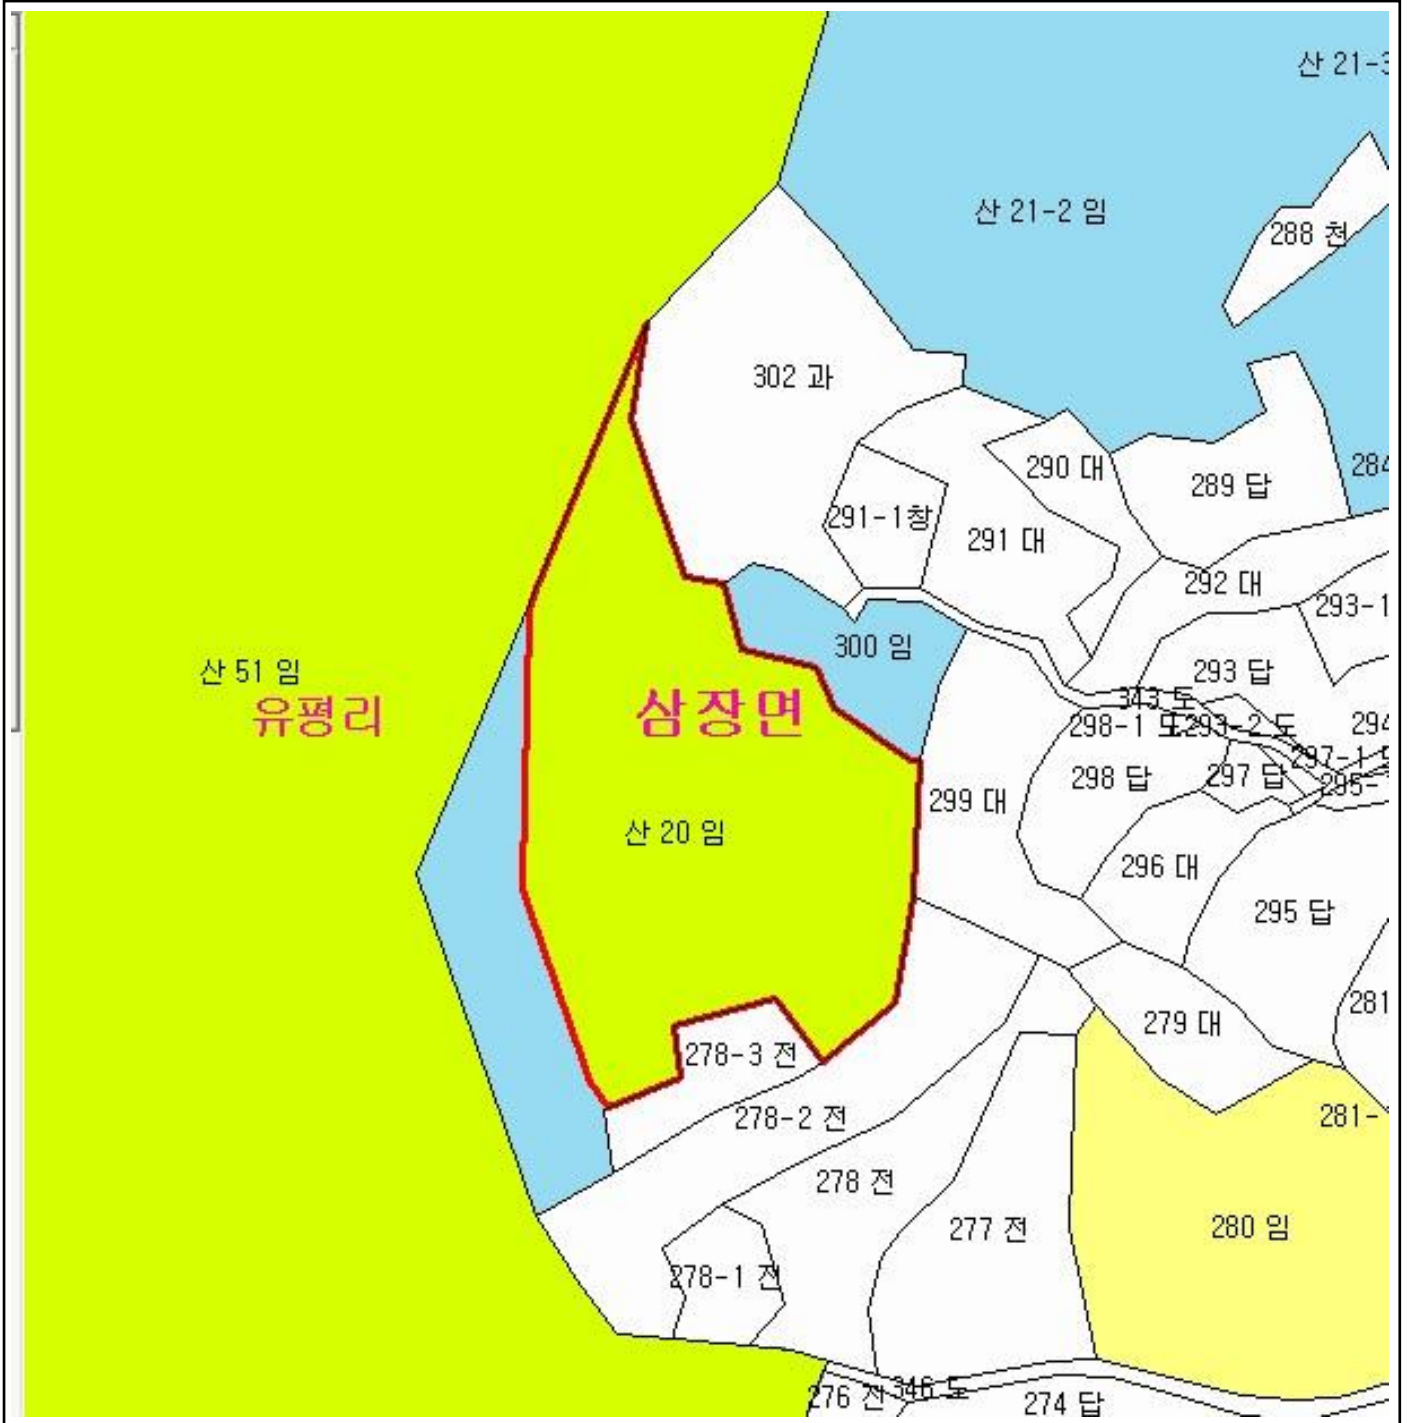 산 21-3
산 21-2 임
288 천
302 과
290 대
289 답
284
291-1창
291 대
292 대
293-1
300 임
산 51 임
293 답
유평리
삼장면
343 도
298-1 도
293-2 도
294
297-1 도
298 답
297 답
295-1
299 대
산 20 임
296 대
295 답
281
279 대
278-3 전
278-2 전
281-
278 전
277 전
280 임
278-1 전
276 전
346 도
274 답